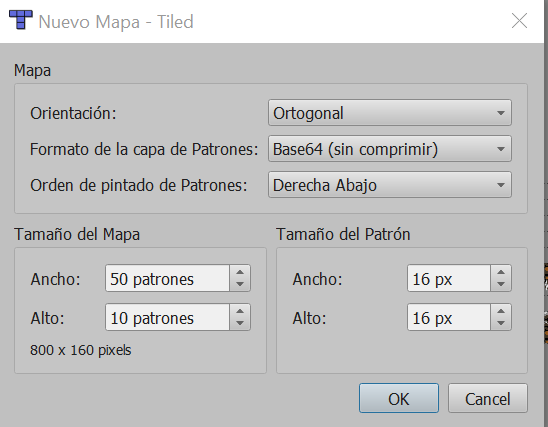 Nuevo Mapa - Tiled
Mapa
Orientación: Ortogonal
Formato de la capa de Patrones: Base64 (sin comprimir)
Orden de pintado de Patrones: Derecha Abajo
Tamaño del Mapa
Ancho: 50 patrones
Alto: 10 patrones
800 x 160 pixels
Tamaño del Patrón
Ancho: 16 px
Alto: 16 px
OK Cancel